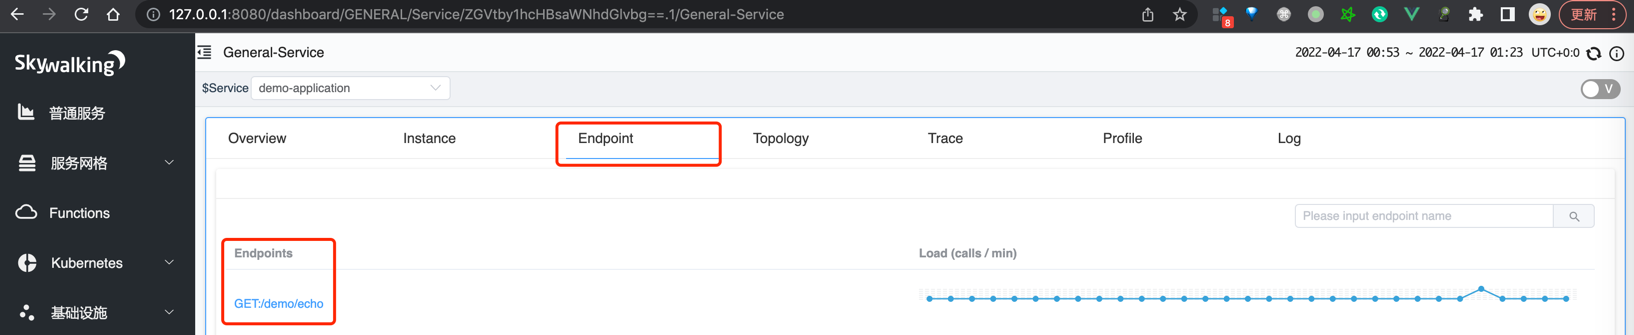 127.0.0.1:8080/dashboard/GENERAL/Service/ZGVtby1hcHBsaWNhdGlvbg==.1/General-Service
8
更新
Skywalking
General-Service
2022-04-17 00:53 ~ 2022-04-17 01:23 UTC+0:0
$Service
demo-application
V
普通服务
服务网格
Functions
Kubernetes
基础设施
Overview
Instance
Endpoint
Topology
Trace
Profile
Log
Please input endpoint name
Endpoints
Load (calls / min)
GET:/demo/echo